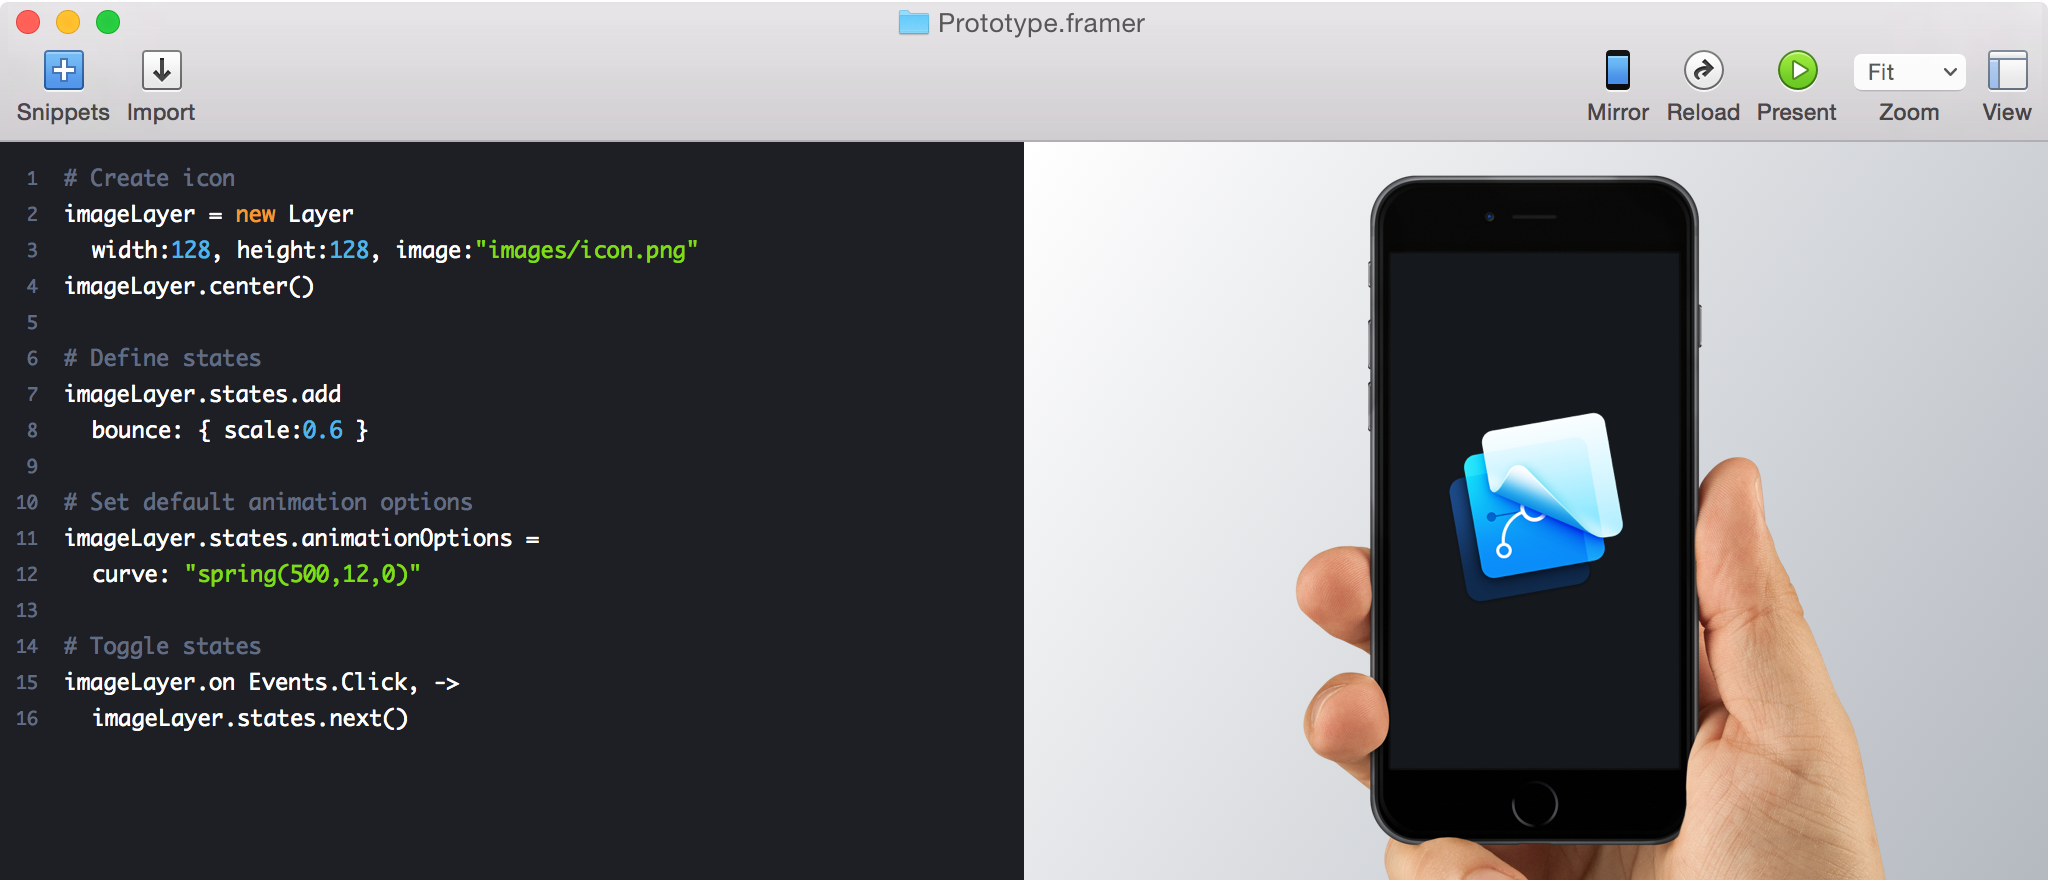 Prototype.framer
Snippets Import Mirror Reload Present Fit Zoom View
1 # Create icon
2 imageLayer = new Layer
3 width:128, height:128, image:"images/icon.png"
4 imageLayer.center()
5
6 # Define states
7 imageLayer.states.add
8 bounce: { scale:0.6 }
9
10 # Set default animation options
11 imageLayer.states.animationOptions =
12 curve: "spring(500,12,0)"
13
14 # Toggle states
15 imageLayer.on Events.Click, ->
16 imageLayer.states.next()